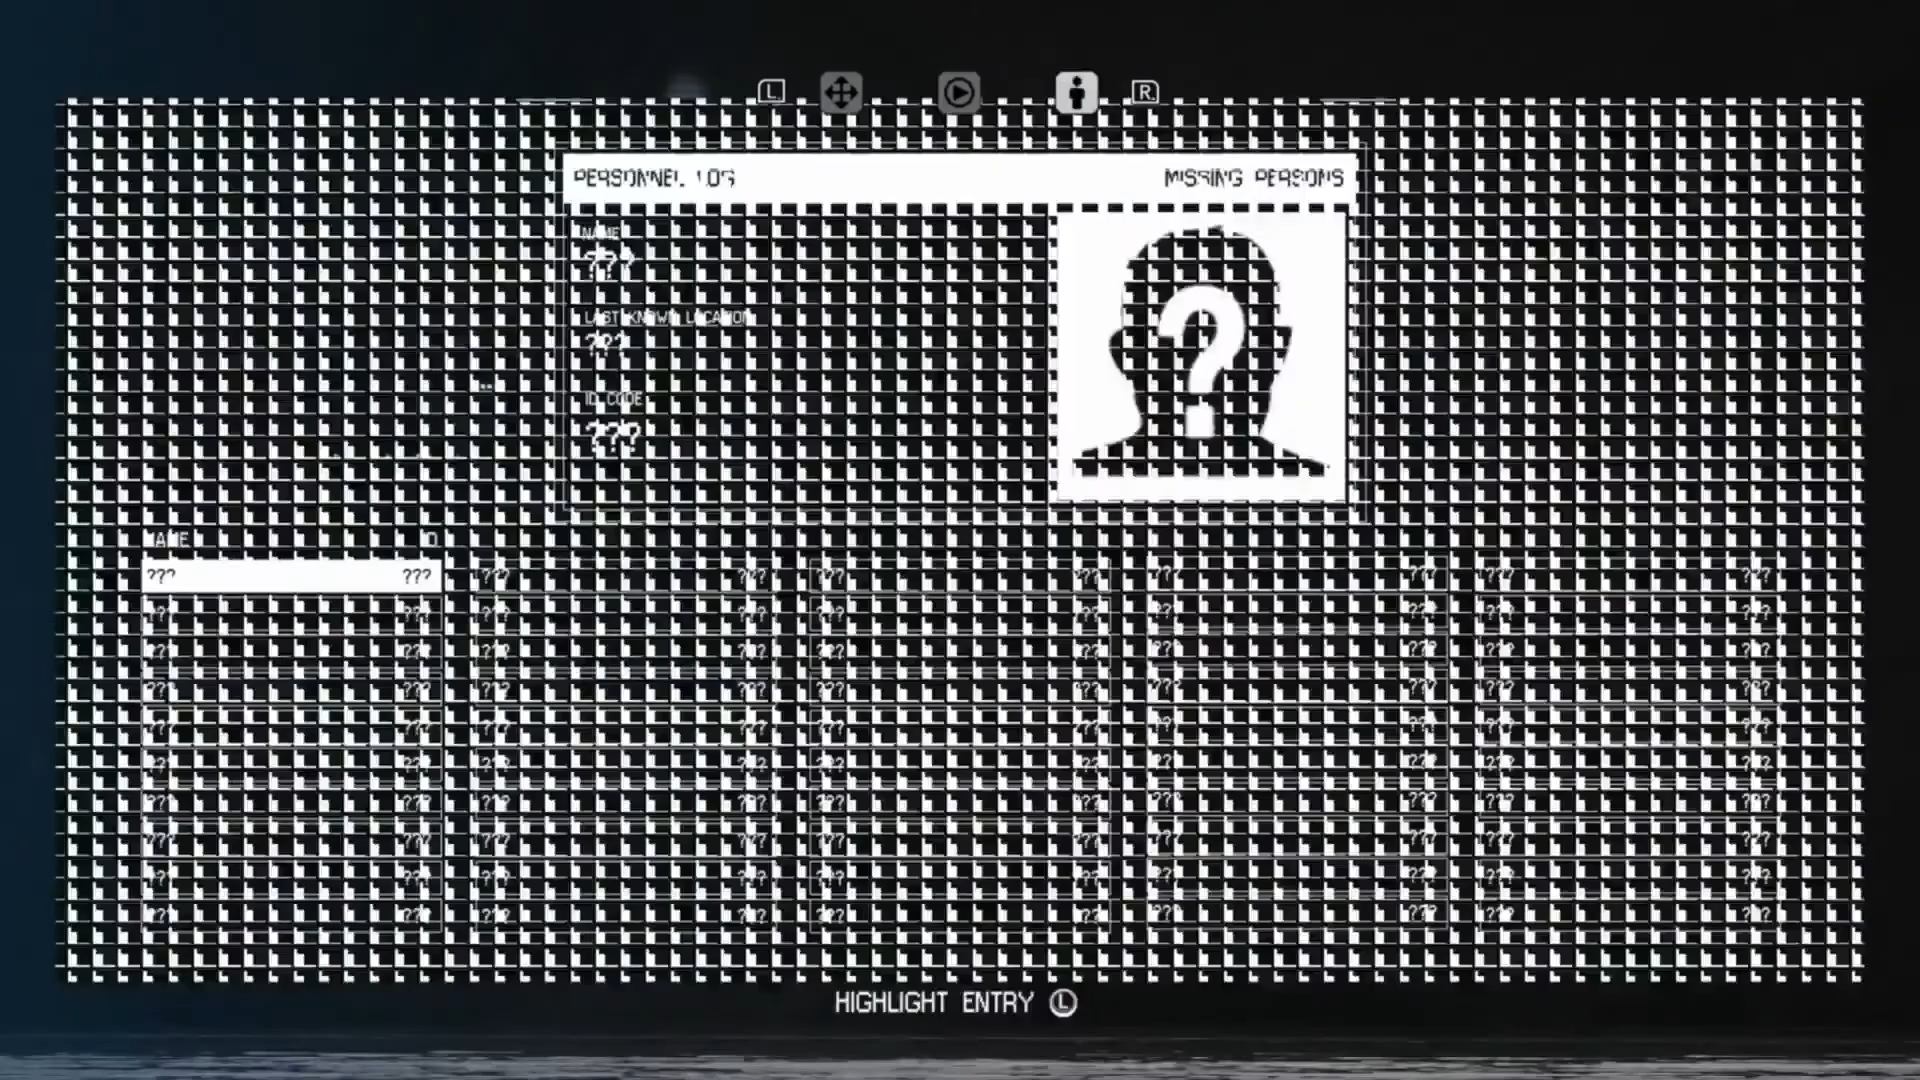 L R
PERSONNEL LOG MISSING PERSONS
NAME
???
LAST KNOWN LOCATION
???
ID CODE
???
NAME ID
??? ??? ??? ??? ??? ??? ??? ??? ??? ???
??? ??? ??? ??? ??? ??? ??? ??? ??? ???
??? ??? ??? ??? ??? ??? ??? ??? ??? ???
??? ??? ??? ??? ??? ??? ??? ??? ??? ???
??? ??? ??? ??? ??? ??? ??? ??? ??? ???
??? ??? ??? ??? ??? ??? ??? ??? ??? ???
??? ??? ??? ??? ??? ??? ??? ??? ??? ???
??? ??? ??? ??? ??? ??? ??? ??? ??? ???
??? ??? ??? ??? ??? ??? ??? ??? ??? ???
??? ??? ??? ??? ??? ??? ??? ??? ??? ???
HIGHLIGHT ENTRY L